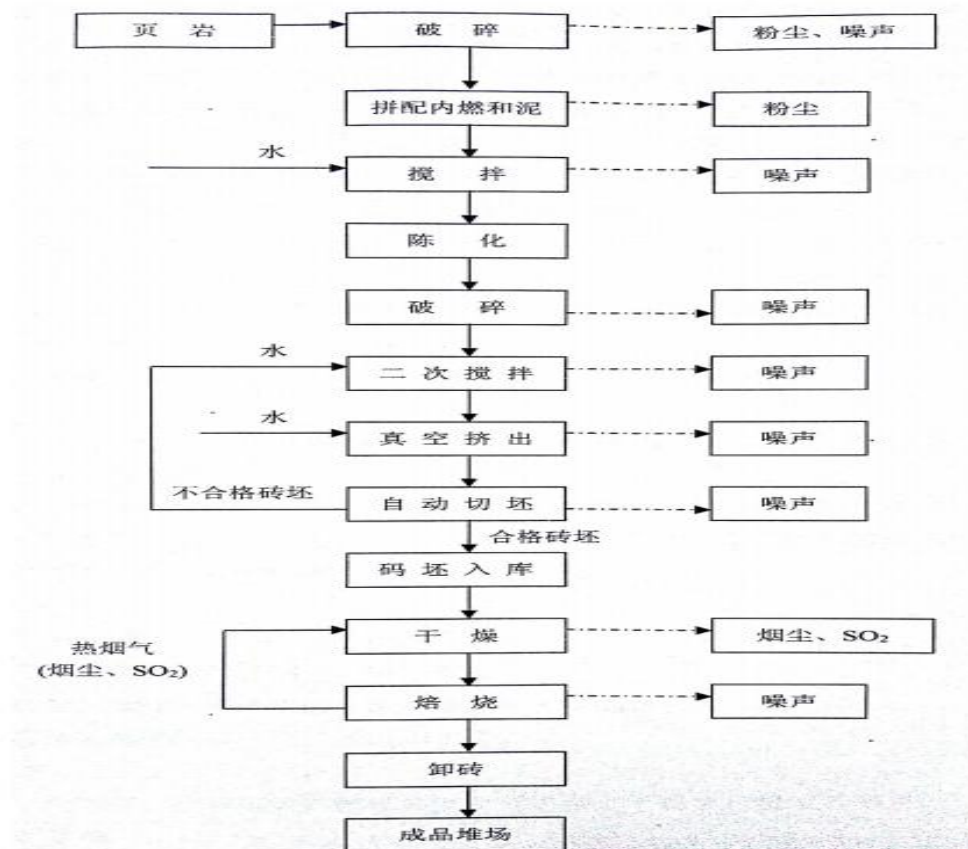 页 岩
破 碎
粉尘、噪声
拼配内燃和泥
粉尘
水
搅 拌
噪声
陈 化
破 碎
噪声
水
二 次 搅 拌
噪声
水
真 空 挤 出
噪声
不合格砖坯
自 动 切 坯
噪声
合格砖坯
码 坯 入 库
热烟气
(烟尘、SO₂)
干 燥
烟尘、SO₂
焙 烧
噪声
卸砖
成品堆场